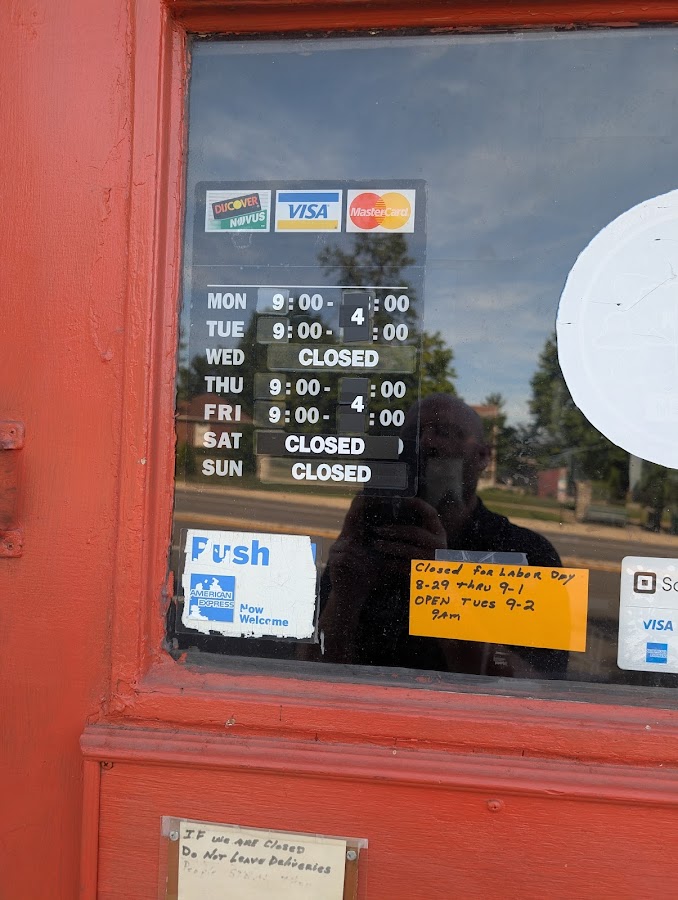 DISCOVER
NOVUS
VISA
MasterCard
MON 9:00- 4:00
TUE 9:00- :00
WED CLOSED
THU 9:00- 4:00
FRI 9:00- :00
SAT CLOSED
SUN CLOSED
Push
AMERICAN
EXPRESS
Now
Welcome
Closed for LABOR DAY
8-29 thru 9-1
OPEN TUES 9-2
9AM
VISA
IF we ARE CLOSED
Do Not Leave Deliveries